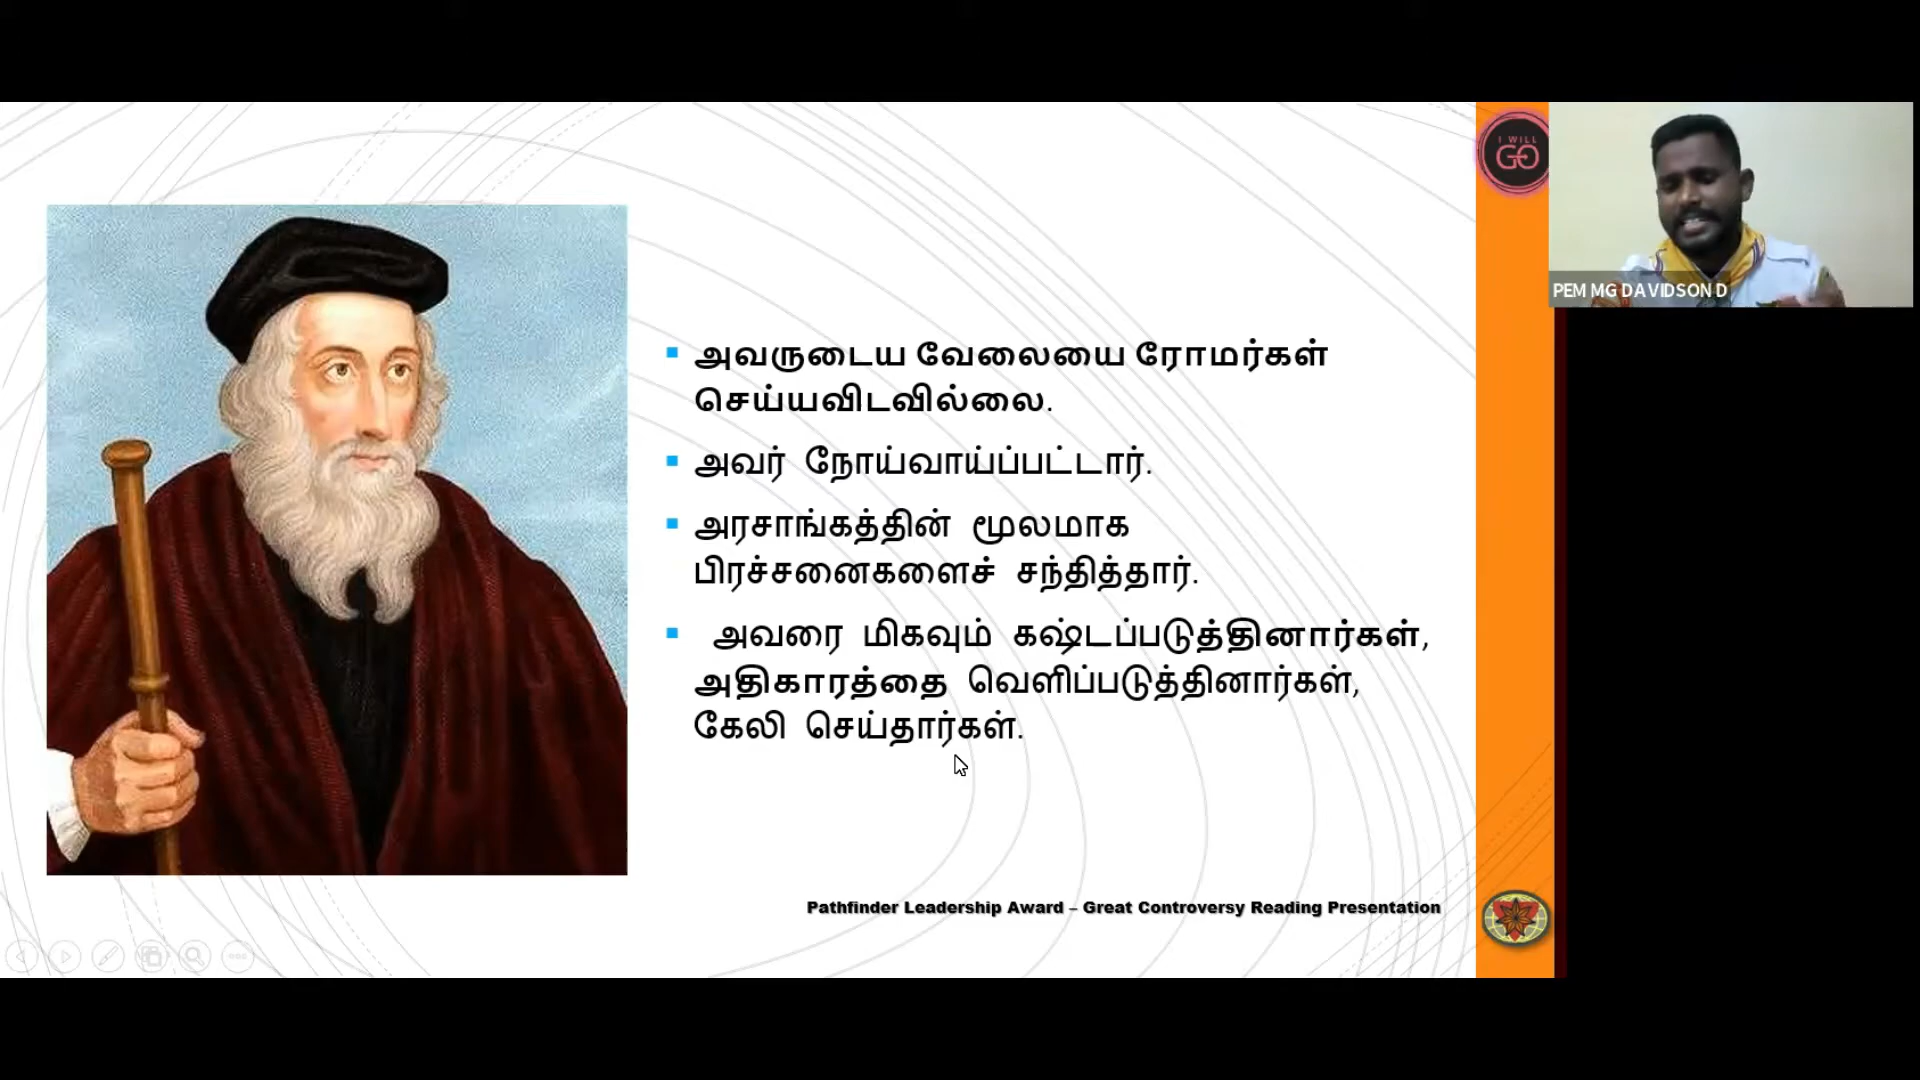 I WILL
GO
PEM MG DAVIDSON D
அவருடைய வேலையை ரோமர்கள்
செய்யவிடவில்லை.
அவர் நோய்வாய்ப்பட்டார்.
அரசாங்கத்தின் மூலமாக
பிரச்சனைகளைச் சந்தித்தார்.
அவரை மிகவும் கஷ்டப்படுத்தினார்கள்,
அதிகாரத்தை வெளிப்படுத்தினார்கள்,
கேலி செய்தார்கள்.
Pathfinder Leadership Award – Great Controversy Reading Presentation